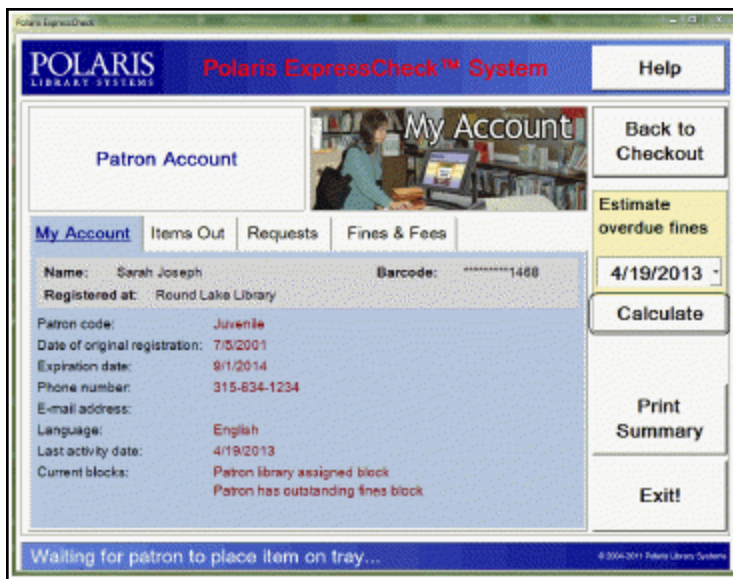 Polaris ExpressCheck
POLARIS
LIBRARY SYSTEMS
Polaris ExpressCheck™ System
Help
Patron Account
My Account
Back to
Checkout
Estimate
overdue fines
4/19/2013
Calculate
Print
Summary
Exit!
My Account Items Out Requests Fines & Fees
Name: Sarah Joseph Barcode: *********1468
Registered at: Round Lake Library
Patron code: Juvenile
Date of original registration: 7/5/2001
Expiration date: 9/1/2014
Phone number: 315-634-1234
E-mail address:
Language: English
Last activity date: 4/19/2013
Current blocks: Patron library assigned block
Patron has outstanding fines block
Waiting for patron to place item on tray...
© 2004-2011 Polaris Library Systems